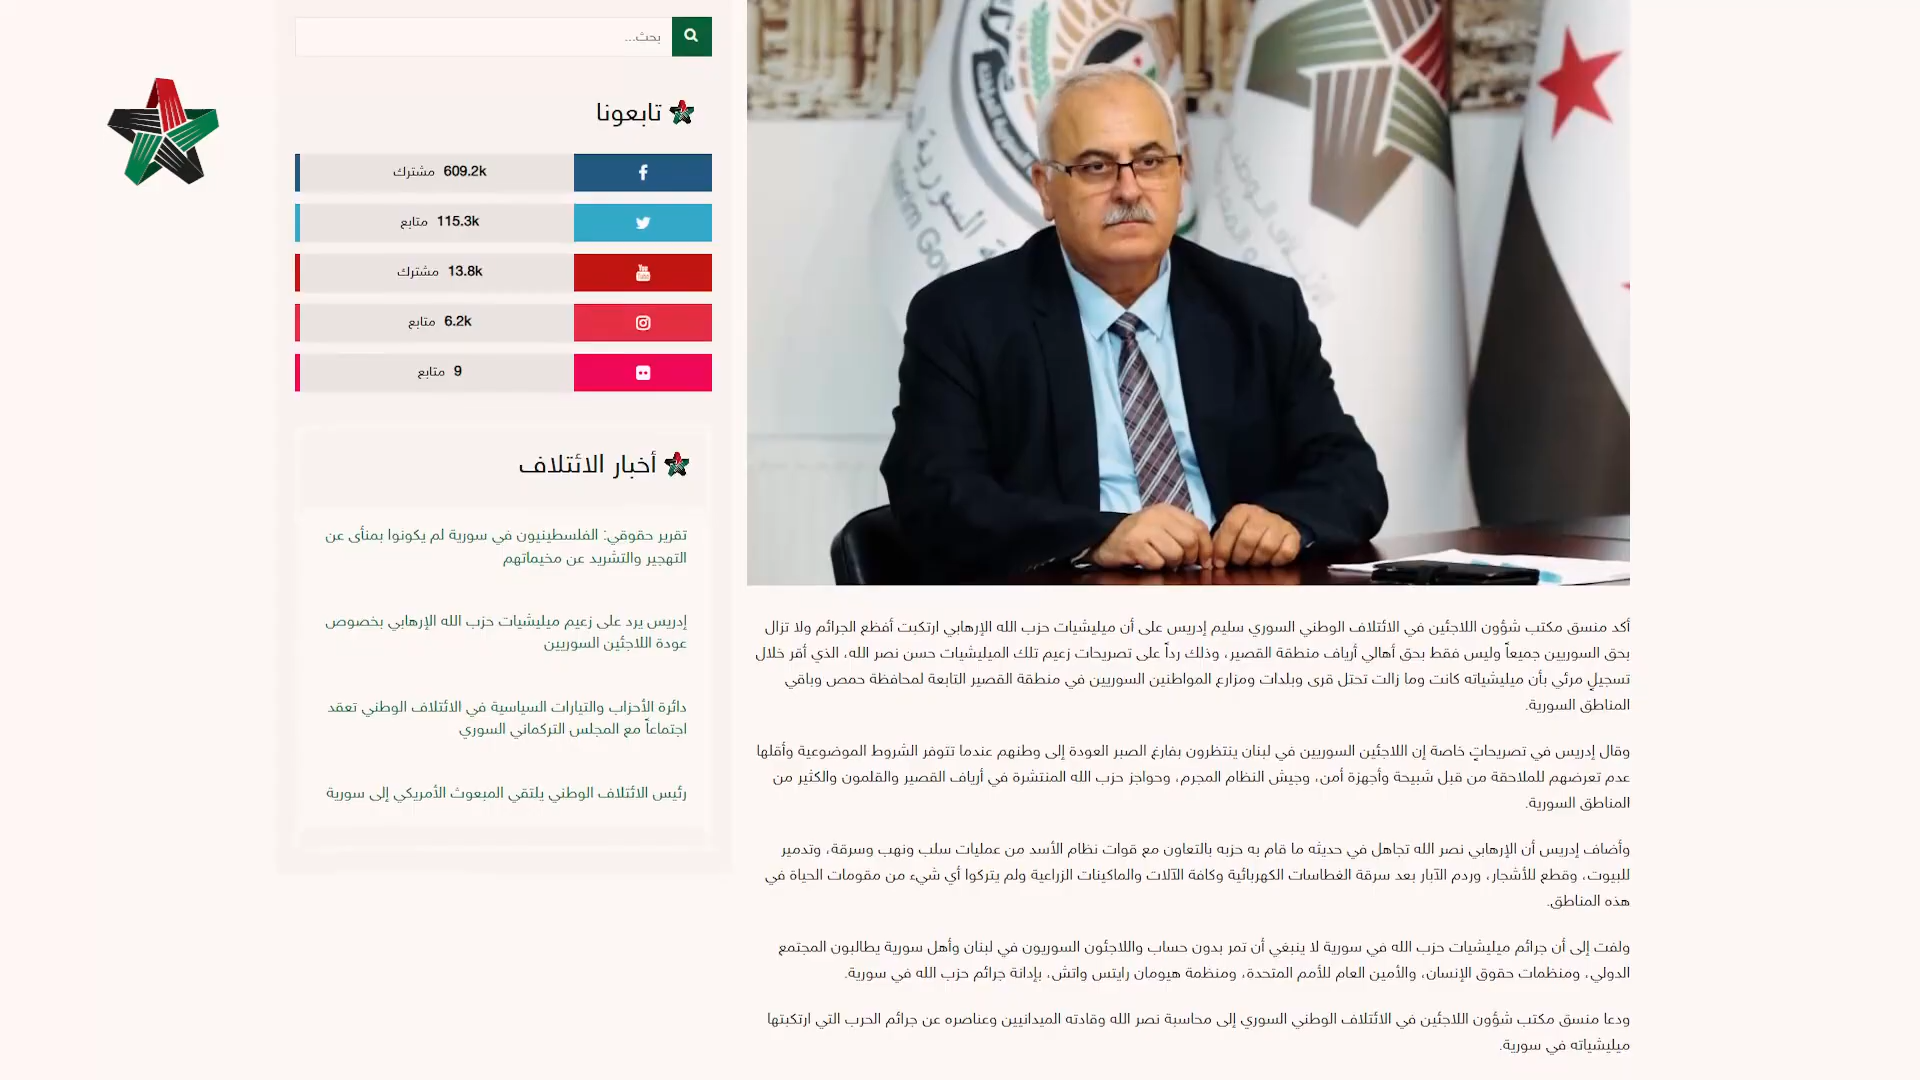 بحث...
تابعونا
609.2k مشترك
115.3k متابع
13.8k مشترك
6.2k متابع
9 متابع
أخبار الائتلاف
تقرير حقوقي: الفلسطينيون في سورية لم يكونوا بمنأى عن
التهجير والتشريد عن مخيماتهم
إدريس يرد على زعيم ميليشيات حزب الله الإرهابي بخصوص
عودة اللاجئين السوريين
دائرة الأحزاب والتيارات السياسية في الائتلاف الوطني تعقد
اجتماعاً مع المجلس التركماني السوري
رئيس الائتلاف الوطني يلتقي المبعوث الأمريكي إلى سورية
أكد منسق مكتب شؤون اللاجئين في الائتلاف الوطني السوري سليم إدريس على أن ميليشيات حزب الله الإرهابي ارتكبت أفظع الجرائم ولا تزال
بحق السوريين جميعاً وليس فقط بحق أهالي أرياف منطقة القصير، وذلك رداً على تصريحات زعيم تلك الميليشيات حسن نصر الله، الذي أقر خلال
تسجيلٍ مرئي بأن ميليشياته كانت وما زالت تحتل قرى وبلدات ومزارع المواطنين السوريين في منطقة القصير التابعة لمحافظة حمص وباقي
المناطق السورية.
وقال إدريس في تصريحاتٍ خاصة إن اللاجئين السوريين في لبنان ينتظرون بفارغ الصبر العودة إلى وطنهم عندما تتوفر الشروط الموضوعية وأقلها
عدم تعرضهم للملاحقة من قبل شبيحة وأجهزة أمن، وجيش النظام المجرم، وحواجز حزب الله المنتشرة في أرياف القصير والقلمون والكثير من
المناطق السورية.
وأضاف إدريس أن الإرهابي نصر الله تجاهل في حديثه ما قام به حزبه بالتعاون مع قوات نظام الأسد من عمليات سلب ونهب وسرقة، وتدمير
للبيوت، وقطع للأشجار، وردم الآبار بعد سرقة الغطاسات الكهربائية وكافة الآلات والماكينات الزراعية ولم يتركوا أي شيء من مقومات الحياة في
هذه المناطق.
ولفت إلى أن جرائم ميليشيات حزب الله في سورية لا ينبغي أن تمر بدون حساب واللاجئون السوريون في لبنان وأهل سورية يطالبون المجتمع
الدولي، ومنظمات حقوق الإنسان، والأمين العام للأمم المتحدة، ومنظمة هيومان رايتس واتش، بإدانة جرائم حزب الله في سورية.
ودعا منسق مكتب شؤون اللاجئين في الائتلاف الوطني السوري إلى محاسبة نصر الله وقادته الميدانيين وعناصره عن جرائم الحرب التي ارتكبتها
ميليشياته في سورية.